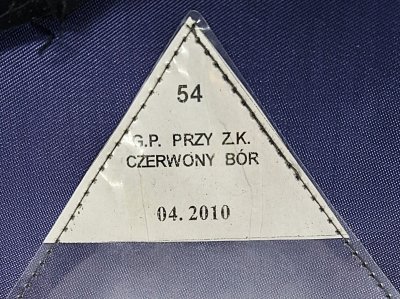 54
G.P. PRZY Z.K.
CZERWONY BÓR
04. 2010